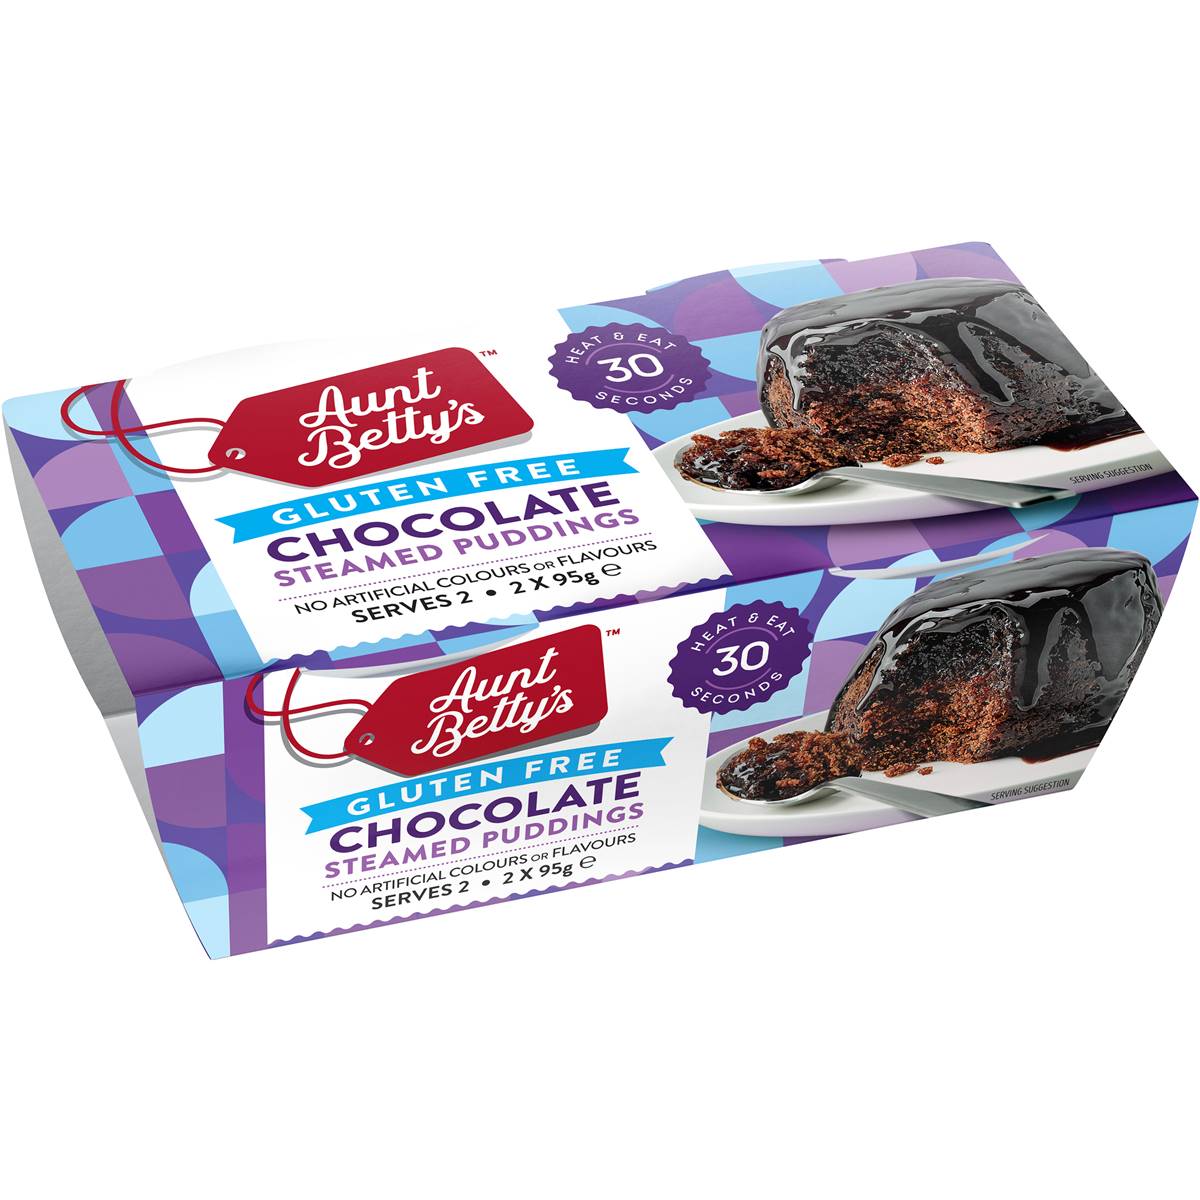 Aunt
Betty's
TM
GLUTEN FREE
CHOCOLATE
STEAMED PUDDINGS
NO ARTIFICIAL COLOURS OR FLAVOURS
SERVES 2 • 2 X 95g e
HEAT & EAT
30
SECONDS
SERVING SUGGESTION
Aunt
Betty's
TM
GLUTEN FREE
CHOCOLATE
STEAMED PUDDINGS
NO ARTIFICIAL COLOURS OR FLAVOURS
SERVES 2 • 2 X 95g e
HEAT & EAT
30
SECONDS
SERVING SUGGESTION